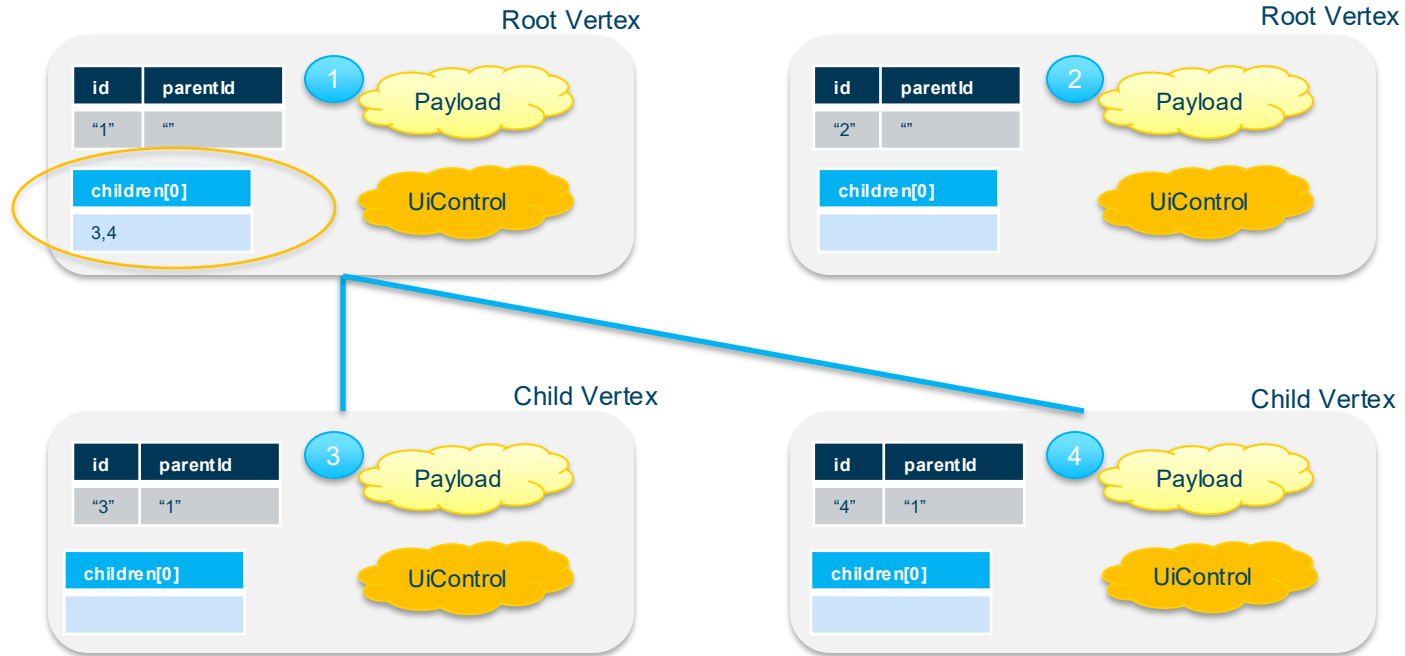 Root Vertex
id parentId
“1” “”
children[0]
3,4
1
Payload
UiControl
Root Vertex
id parentId
“2” “”
children[0]
2
Payload
UiControl
Child Vertex
id parentId
“3” “1”
children[0]
3
Payload
UiControl
Child Vertex
id parentId
“4” “1”
children[0]
4
Payload
UiControl